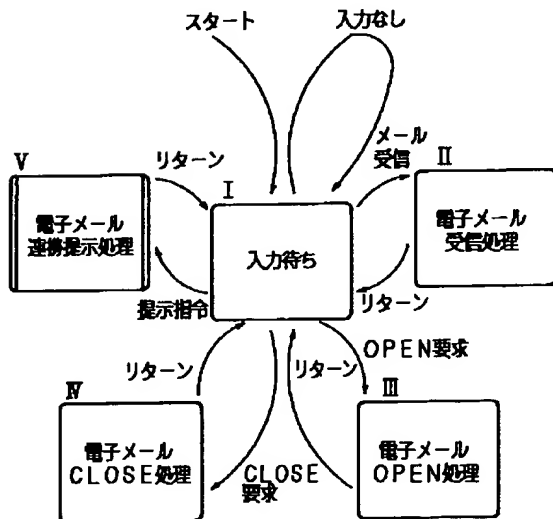 スタート
入力なし
メール
受信
II
V
リターン
I
電子メール
連携提示処理
入力待ち
電子メール
受信処理
提示指令
リターン
OPEN要求
リターン
リターン
IV
III
電子メール
CLOSE処理
CLOSE
要求
電子メール
OPEN処理